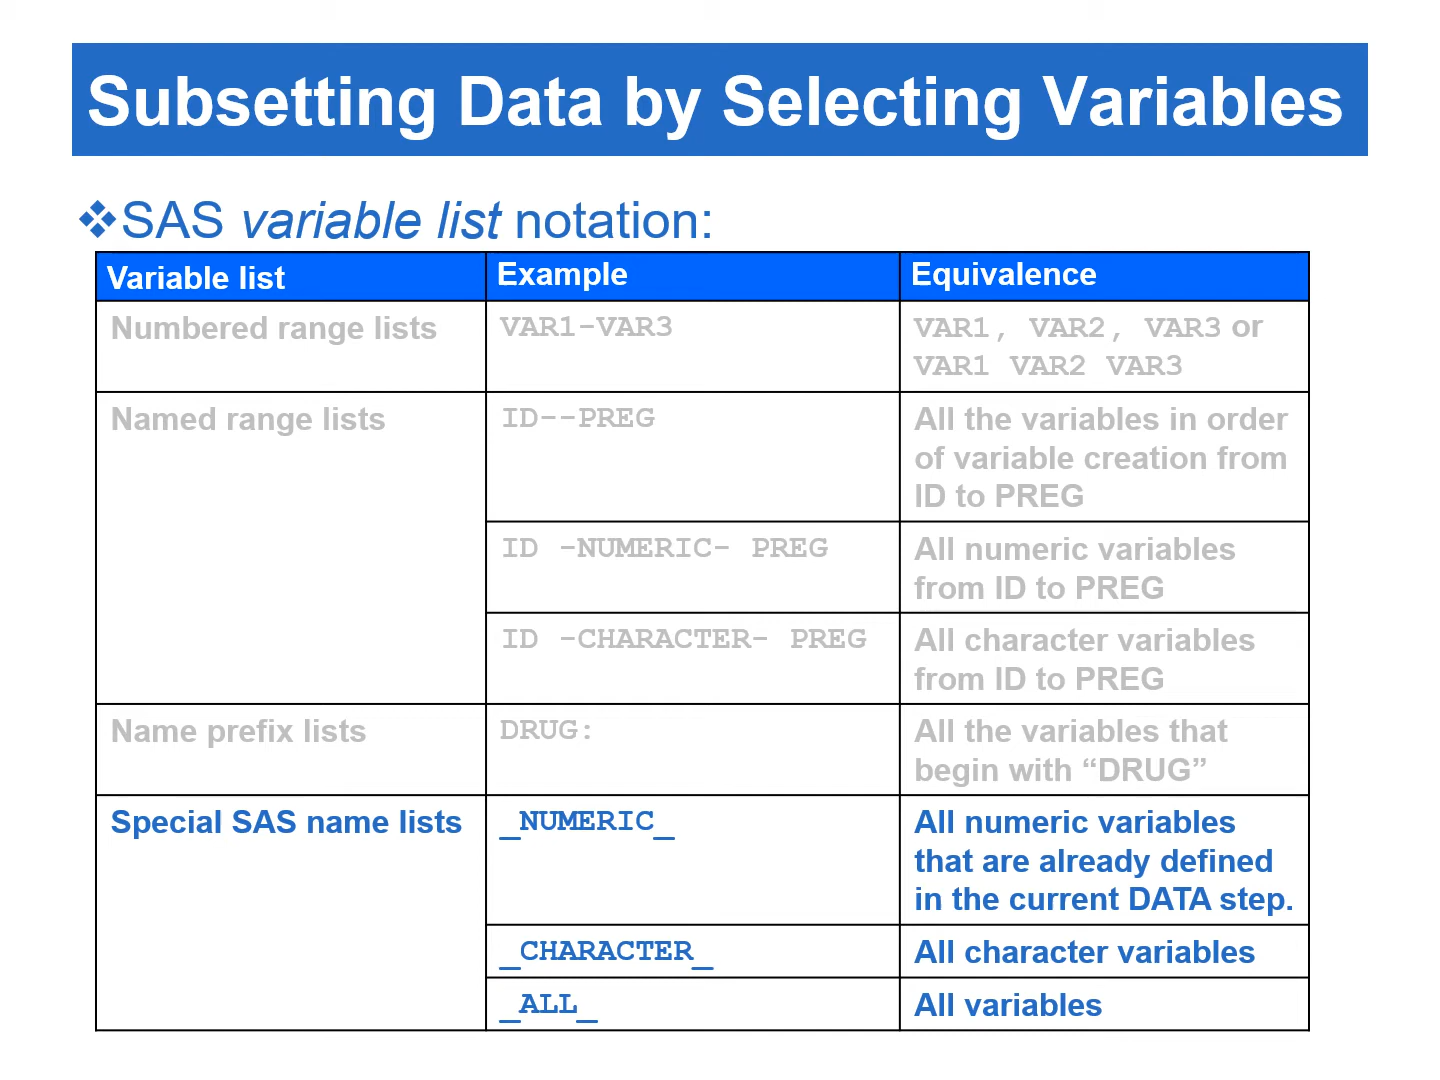 Subsetting Data by Selecting Variables
❖SAS variable list notation:
Variable list
Example
Equivalence
Numbered range lists
VAR1-VAR3
VAR1, VAR2, VAR3 or
VAR1 VAR2 VAR3
Named range lists
ID--PREG
All the variables in order
of variable creation from
ID to PREG
ID -NUMERIC- PREG
All numeric variables
from ID to PREG
ID -CHARACTER- PREG
All character variables
from ID to PREG
Name prefix lists
DRUG:
All the variables that
begin with “DRUG”
Special SAS name lists
_NUMERIC_
All numeric variables
that are already defined
in the current DATA step.
_CHARACTER_
All character variables
_ALL_
All variables